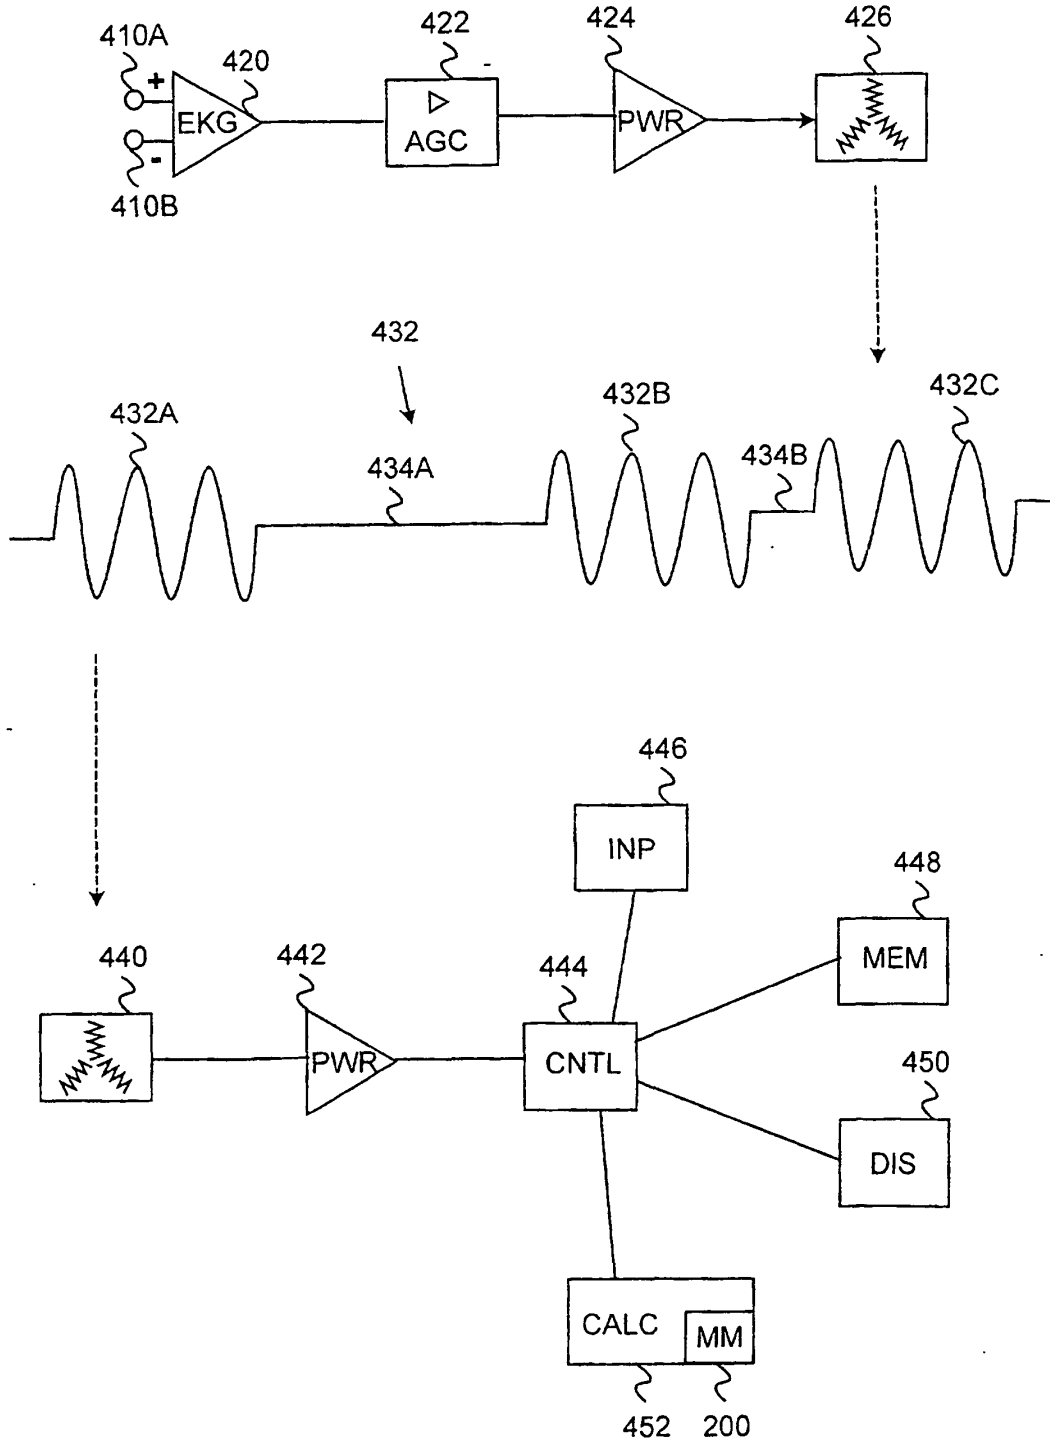 410A
422
424
426
420
+
EKG
-
AGC
PWR
410B
432
432A
432B
432C
434A
434B
446
INP
448
MEM
440
442
444
PWR
CNTL
450
DIS
CALC
MM
452
200